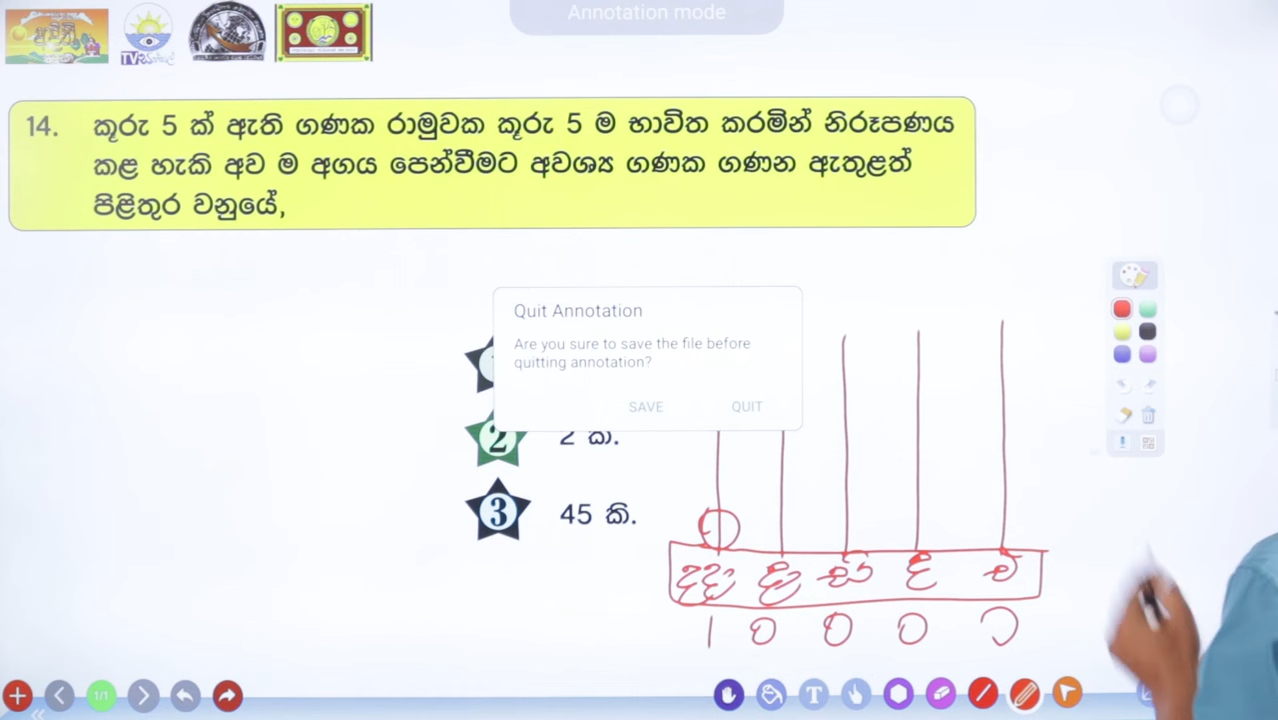 Annotation mode
අවිති
TV
14. කූරු 5 ක් ඇති ගණක රාමුවක කූරු 5 ම භාවිත කරමින් නිරූපණය
කළ හැකි අව ම අගය පෙන්වීමට අවශ්‍ය ගණක ගණන ඇතුළත්
පිළිතුර වනුයේ,
Quit Annotation
Are you sure to save the file before
quitting annotation?
SAVE QUIT
2 2 කි.
3 45 කි.
දදා දා ස ද එ
1 0 0 0 0
1/1